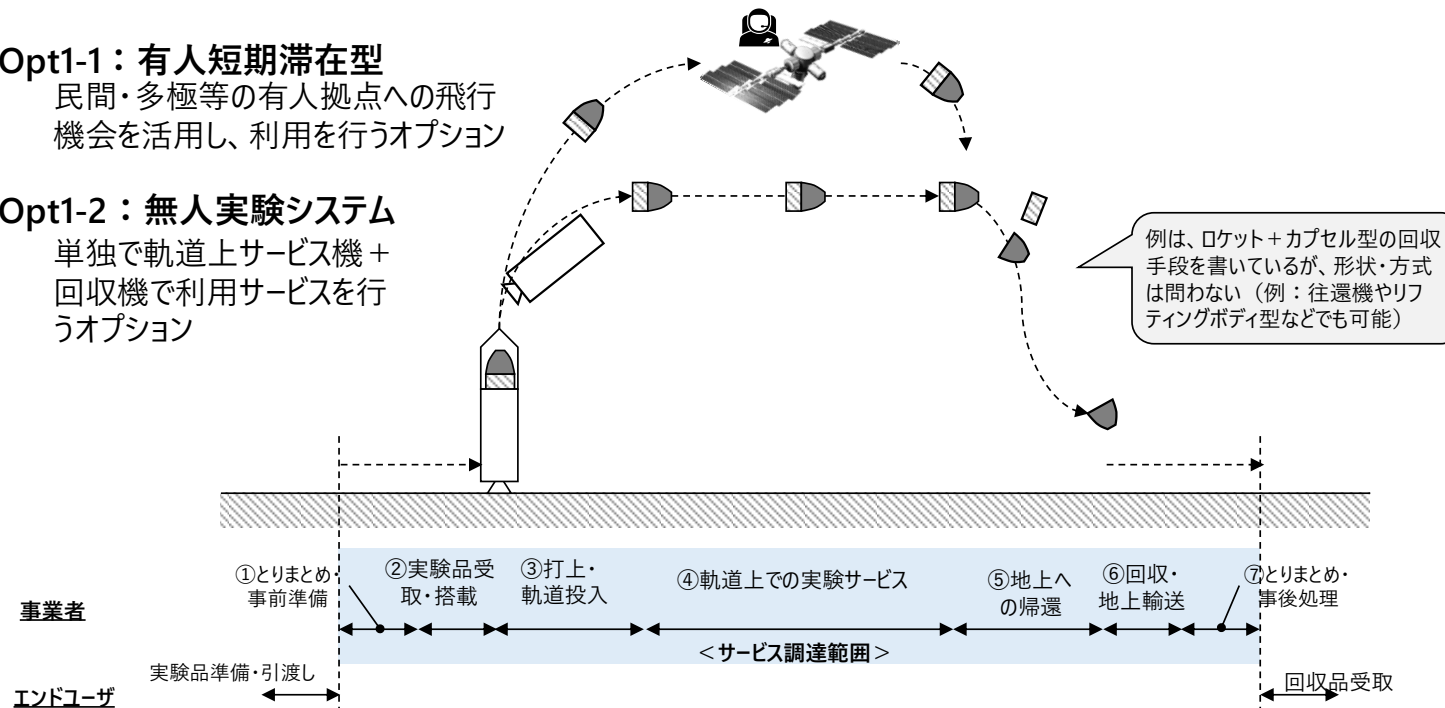 Opt1-1：有人短期滞在型
民間・多極等の有人拠点への飛行
機会を活用し、利用を行うオプション
Opt1-2：無人実験システム
単独で軌道上サービス機＋
回収機で利用サービスを行
うオプション
例は、ロケット＋カプセル型の回収
手段を書いているが、形状・方式
は問わない（例：往還機やリフ
ティングボディ型などでも可能）
事業者
①とりまとめ・
事前準備
②実験品受
取・搭載
③打上・
軌道投入
④軌道上での実験サービス
⑤地上へ
の帰還
⑥回収・
地上輸送
⑦とりまとめ・
事後処理
＜サービス調達範囲＞
エンドユーザ
実験品準備・引渡し
回収品受取